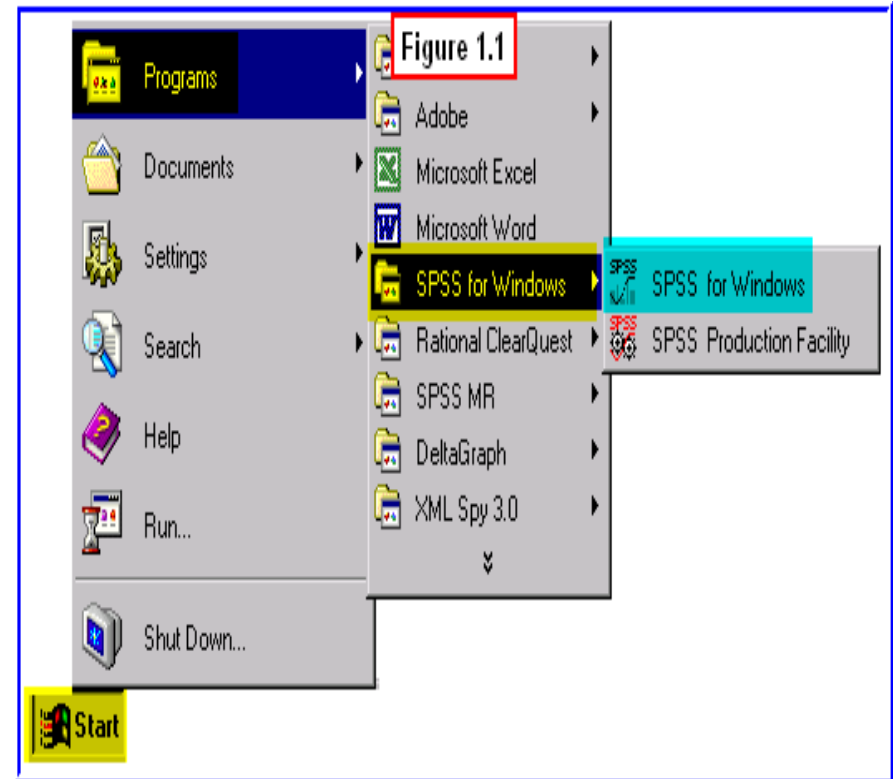 Figure 1.1
Programs
Documents
Settings
Search
Help
Run...
Shut Down...
Start
Adobe
Microsoft Excel
Microsoft Word
SPSS for Windows
Rational ClearQuest
SPSS MR
DeltaGraph
XML Spy 3.0
SPSS for Windows
SPSS Production Facility